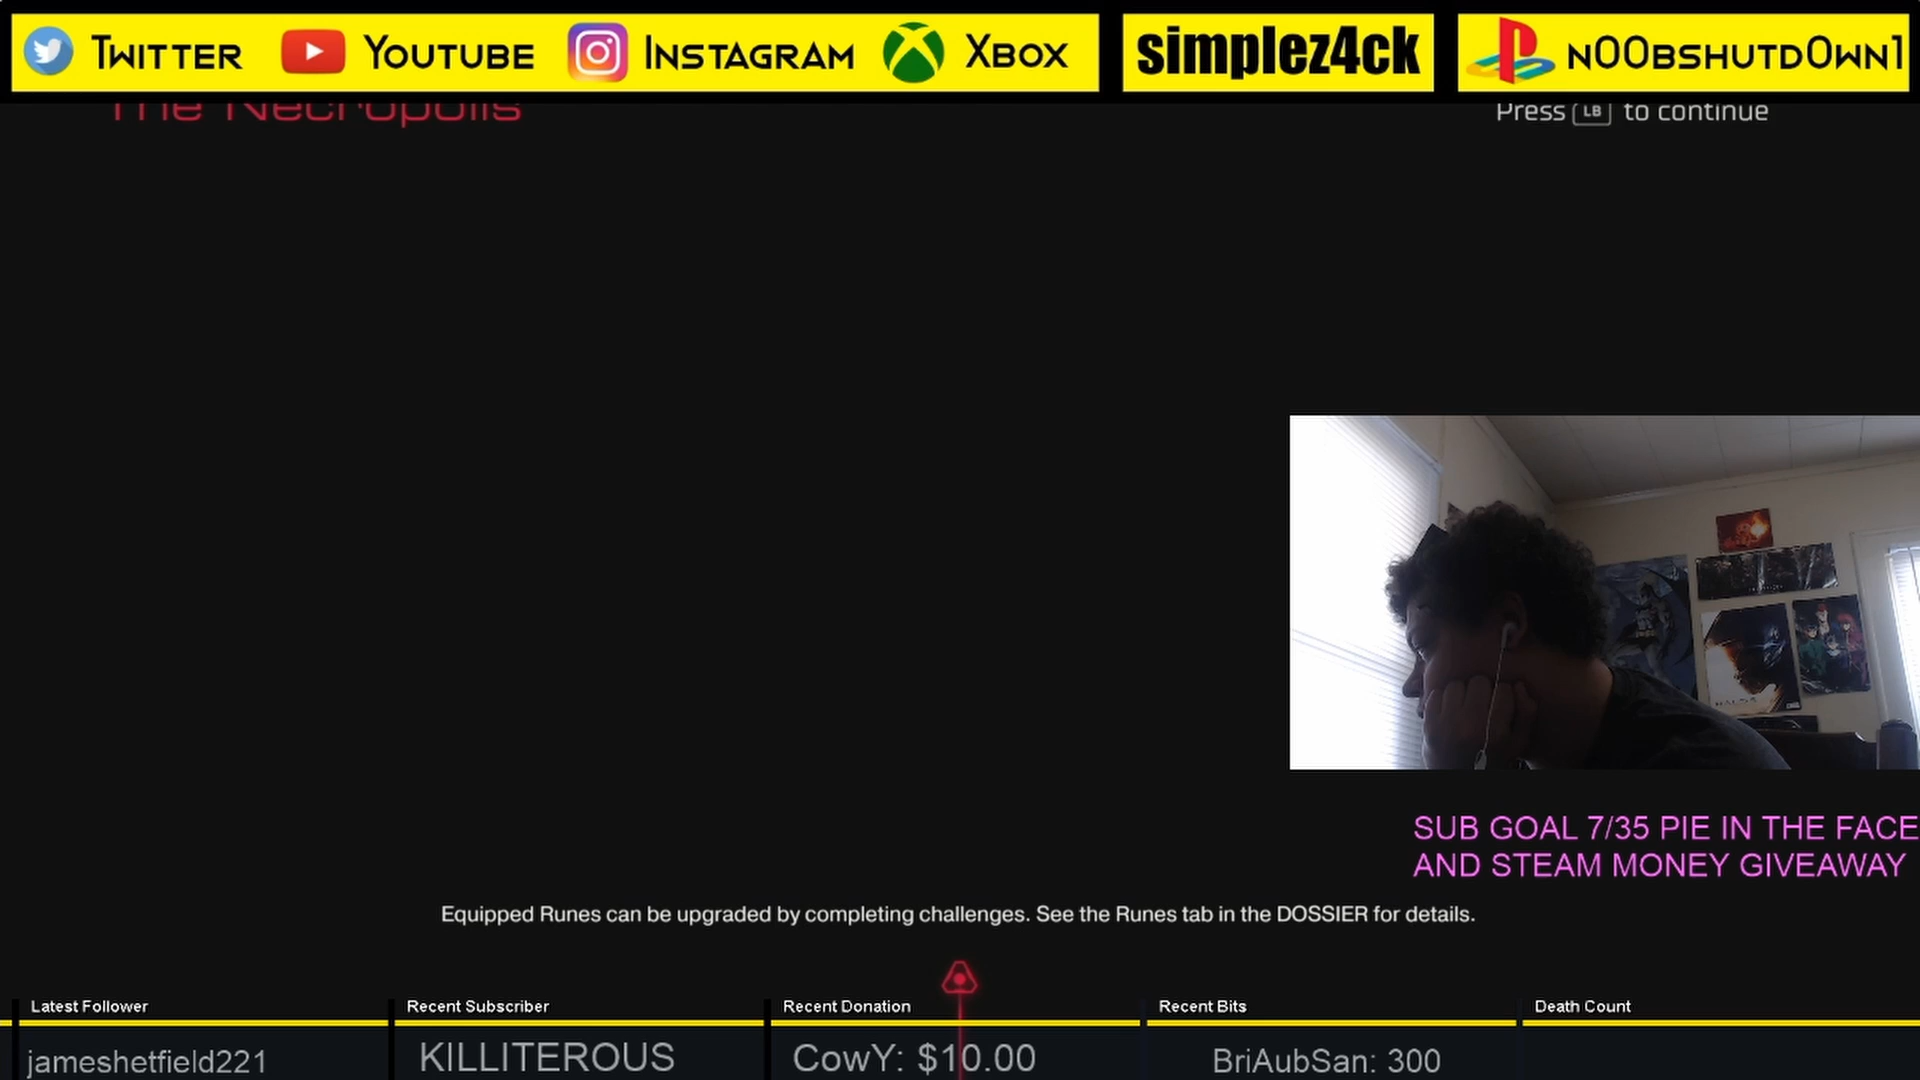 Twitter Youtube Instagram Xbox simplez4ck n00bshutd0wn1
The Necropolis
Press LB to continue
SUB GOAL 7/35 PIE IN THE FACE
AND STEAM MONEY GIVEAWAY
Equipped Runes can be upgraded by completing challenges. See the Runes tab in the DOSSIER for details.
Latest Follower Recent Subscriber Recent Donation Recent Bits Death Count
jameshetfield221 KILLITEROUS CowY: $10.00 BriAubSan: 300